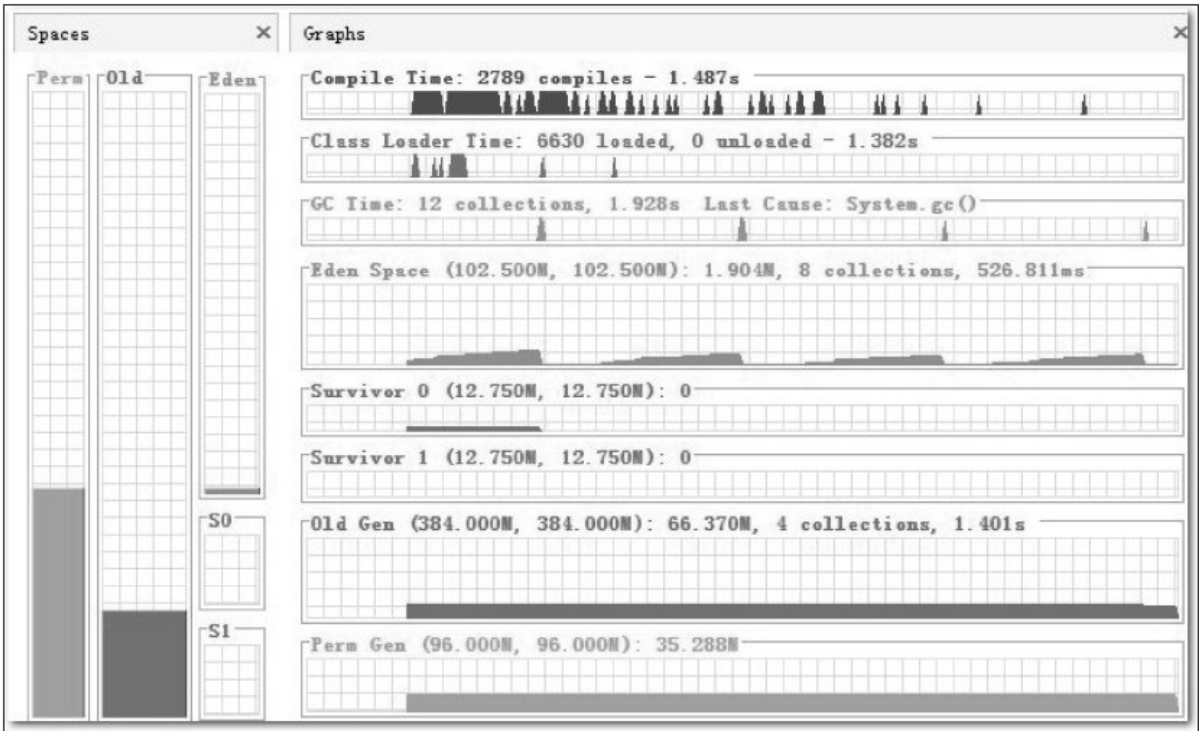 Spaces ×
Graphs ×
Perm
Old
Eden
S0
S1
Compile Time: 2789 compiles - 1.487s
Class Loader Time: 6630 loaded, 0 unloaded - 1.382s
GC Time: 12 collections, 1.928s Last Cause: System.gc()
Eden Space (102.500M, 102.500M): 1.904M, 8 collections, 526.811ms
Survivor 0 (12.750M, 12.750M): 0
Survivor 1 (12.750M, 12.750M): 0
Old Gen (384.000M, 384.000M): 66.370M, 4 collections, 1.401s
Perm Gen (96.000M, 96.000M): 35.288M